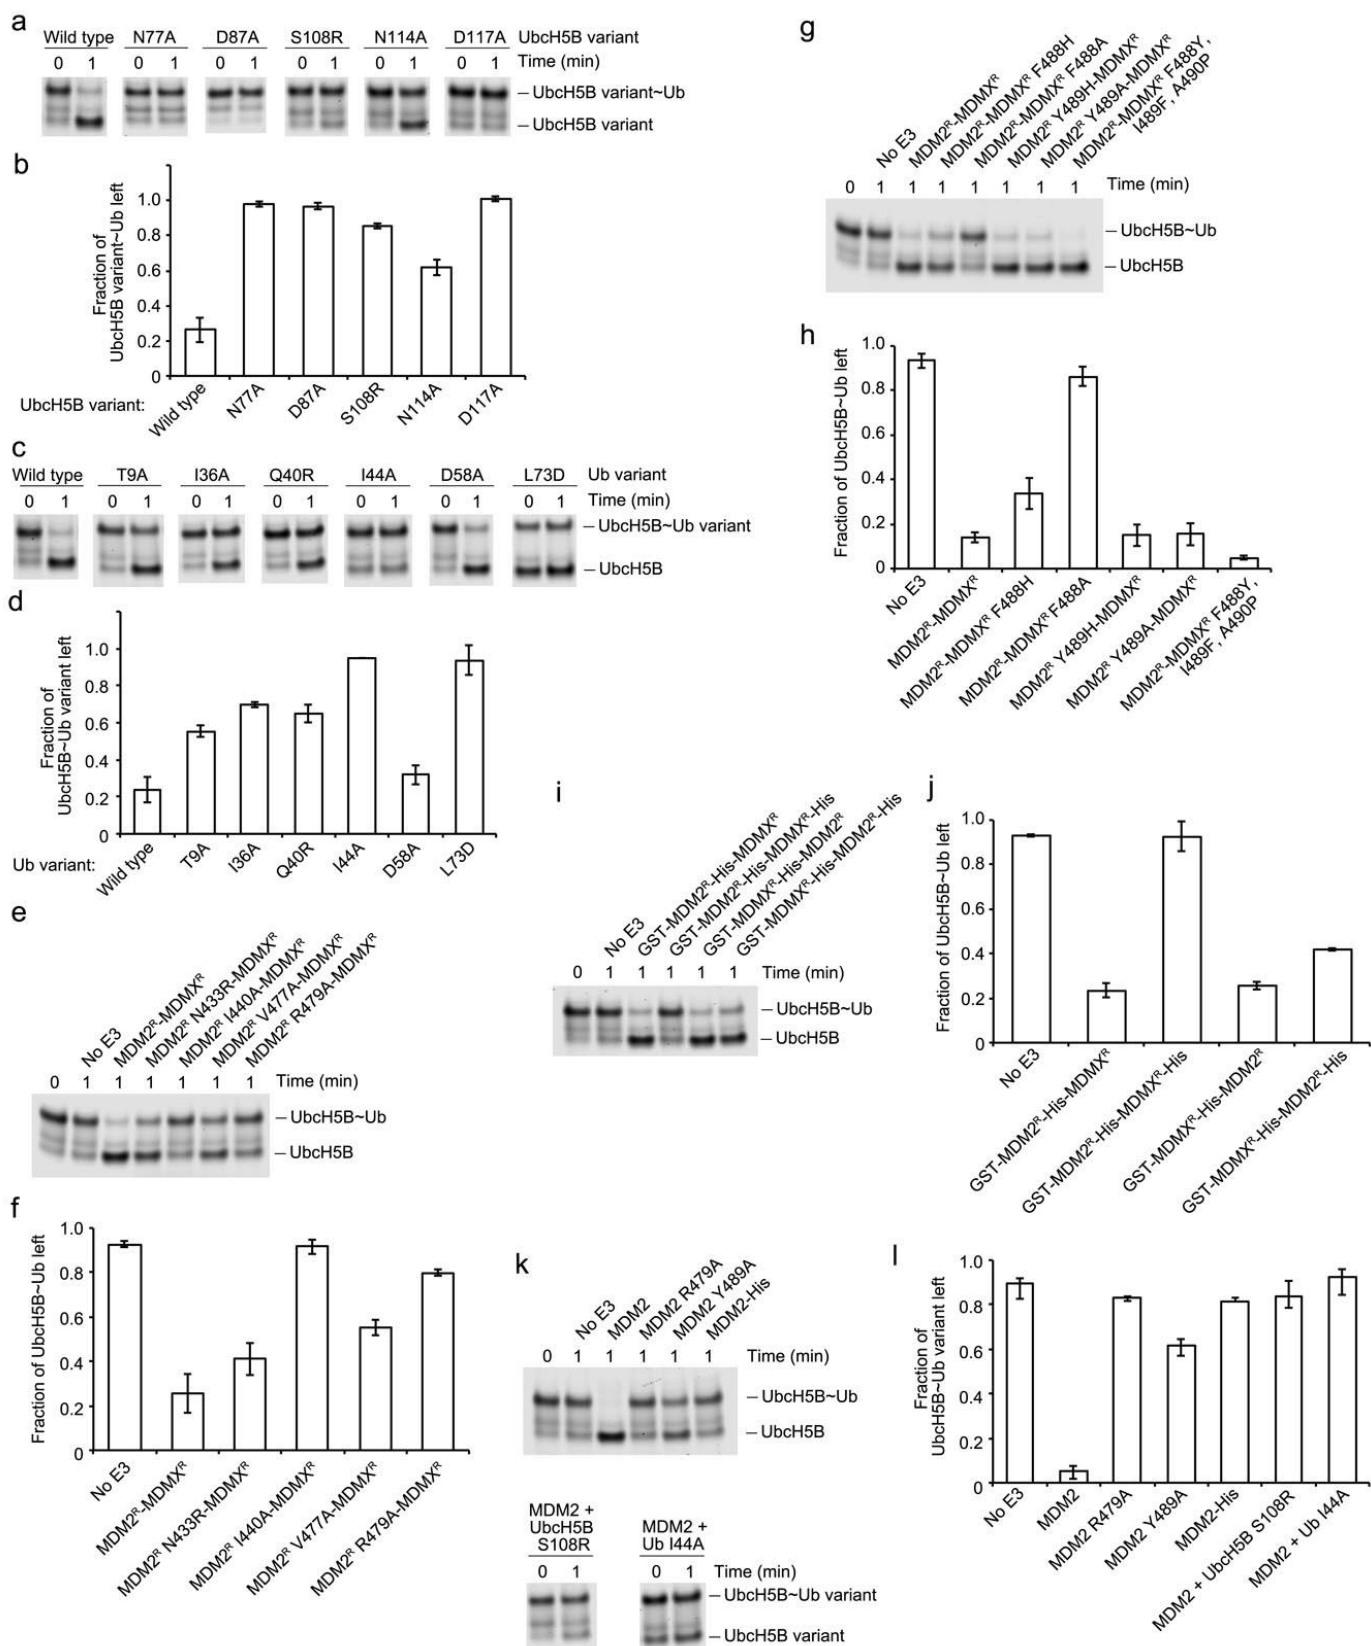 a
Wild type N77A D87A S108R N114A D117A UbcH5B variant
0 1 0 1 0 1 0 1 0 1 0 1 Time (min)
UbcH5B variant~Ub
UbcH5B variant
b
Fraction of
UbcH5B variant~Ub left
1.0
0.8
0.6
0.4
0.2
0
UbcH5B variant:
Wild type
N77A
D87A
S108R
N114A
D117A
c
Wild type T9A I36A Q40R I44A D58A L73D Ub variant
0 1 0 1 0 1 0 1 0 1 0 1 0 1 Time (min)
UbcH5B~Ub variant
UbcH5B
d
Fraction of
UbcH5B~Ub variant left
1.0
0.8
0.6
0.4
0.2
0
Ub variant:
Wild type
T9A
I36A
Q40R
I44A
D58A
L73D
e
No E3
MDM2ᴿ-MDMXᴿ
MDM2ᴿ N433R-MDMXᴿ
MDM2ᴿ I440A-MDMXᴿ
MDM2ᴿ V477A-MDMXᴿ
MDM2ᴿ R479A-MDMXᴿ
0 1 1 1 1 1 1 Time (min)
UbcH5B~Ub
UbcH5B
f
Fraction of UbcH5B~Ub left
1.0
0.8
0.6
0.4
0.2
0
No E3
MDM2ᴿ-MDMXᴿ
MDM2ᴿ N433R-MDMXᴿ
MDM2ᴿ I440A-MDMXᴿ
MDM2ᴿ V477A-MDMXᴿ
MDM2ᴿ R479A-MDMXᴿ
g
No E3
MDM2ᴿ-MDMXᴿ
MDM2ᴿ-MDMXᴿ F488H
MDM2ᴿ-MDMXᴿ F488A
MDM2ᴿ Y489H-MDMXᴿ
MDM2ᴿ Y489A-MDMXᴿ
MDM2ᴿ-MDMXᴿ F488Y,
I489F, A490P
0 1 1 1 1 1 1 1 Time (min)
UbcH5B~Ub
UbcH5B
h
Fraction of UbcH5B~Ub left
1.0
0.8
0.6
0.4
0.2
0
No E3
MDM2ᴿ-MDMXᴿ
MDM2ᴿ-MDMXᴿ F488H
MDM2ᴿ-MDMXᴿ F488A
MDM2ᴿ Y489H-MDMXᴿ
MDM2ᴿ Y489A-MDMXᴿ
MDM2ᴿ-MDMXᴿ F488Y,
I489F, A490P
i
No E3
GST-MDM2ᴿ-His-MDMXᴿ
GST-MDM2ᴿ-His-MDMXᴿ-His
GST-MDMXᴿ-His-MDM2ᴿ
GST-MDMXᴿ-His-MDM2ᴿ-His
0 1 1 1 1 1 Time (min)
UbcH5B~Ub
UbcH5B
j
Fraction of UbcH5B~Ub left
1.0
0.8
0.6
0.4
0.2
0
No E3
GST-MDM2ᴿ-His-MDMXᴿ
GST-MDM2ᴿ-His-MDMXᴿ-His
GST-MDMXᴿ-His-MDM2ᴿ
GST-MDMXᴿ-His-MDM2ᴿ-His
k
No E3
MDM2
MDM2 R479A
MDM2 Y489A
MDM2-His
0 1 1 1 1 1 Time (min)
UbcH5B~Ub
UbcH5B
MDM2 +
UbcH5B
S108R
MDM2 +
Ub I44A
0 1 0 1 Time (min)
UbcH5B~Ub variant
UbcH5B variant
l
Fraction of
UbcH5B~Ub variant left
1.0
0.8
0.6
0.4
0.2
0
No E3
MDM2
MDM2 R479A
MDM2 Y489A
MDM2-His
MDM2 + UbcH5B S108R
MDM2 + Ub I44A